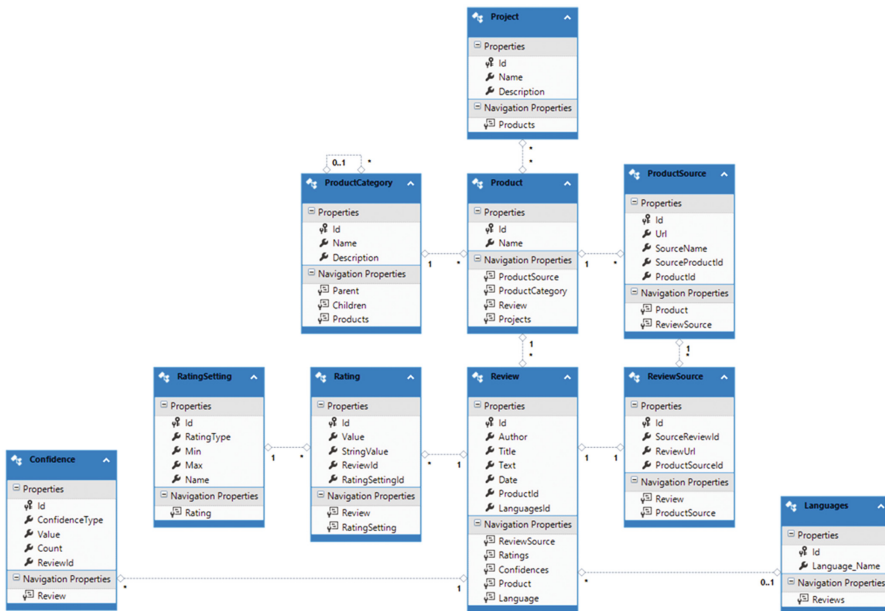 Project
Properties
Id
Name
Description
Navigation Properties
Products
*
*
0..1 *
ProductCategory
Properties
Id
Name
Description
Navigation Properties
Parent
Children
Products
1 *
Product
Properties
Id
Name
Navigation Properties
ProductSource
ProductCategory
Review
Projects
1 *
ProductSource
Properties
Id
Url
SourceName
SourceProductId
ProductId
Navigation Properties
Product
ReviewSource
1
*
1
*
RatingSetting
Properties
Id
RatingType
Min
Max
Name
Navigation Properties
Rating
1 *
Rating
Properties
Id
Value
StringValue
ReviewId
RatingSettingId
Navigation Properties
Review
RatingSetting
* 1
Review
Properties
Id
Author
Title
Text
Date
ProductId
LanguagesId
Navigation Properties
ReviewSource
Ratings
Confidences
Product
Language
1 1
ReviewSource
Properties
Id
SourceReviewId
ReviewUrl
ProductSourceId
Navigation Properties
Review
ProductSource
Confidence
Properties
Id
ConfidenceType
Value
Count
ReviewId
Navigation Properties
Review
* 1
* 0..1
Languages
Properties
Id
Language_Name
Navigation Properties
Reviews